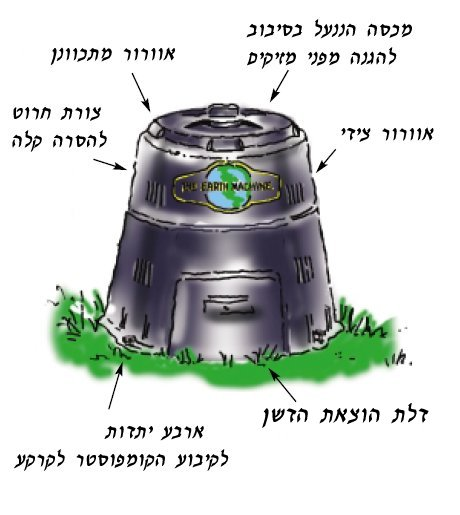 מכסה הננעל בסיבוב
להגנה מפני מזיקים
אוורור מתכוונן
צורת חרוט
להסרה קלה
אוורור צידי
THE EARTH MACHINE
דלת הוצאת הדשן
ארבע יתדות
לקיבוע הקומפוסטר לקרקע